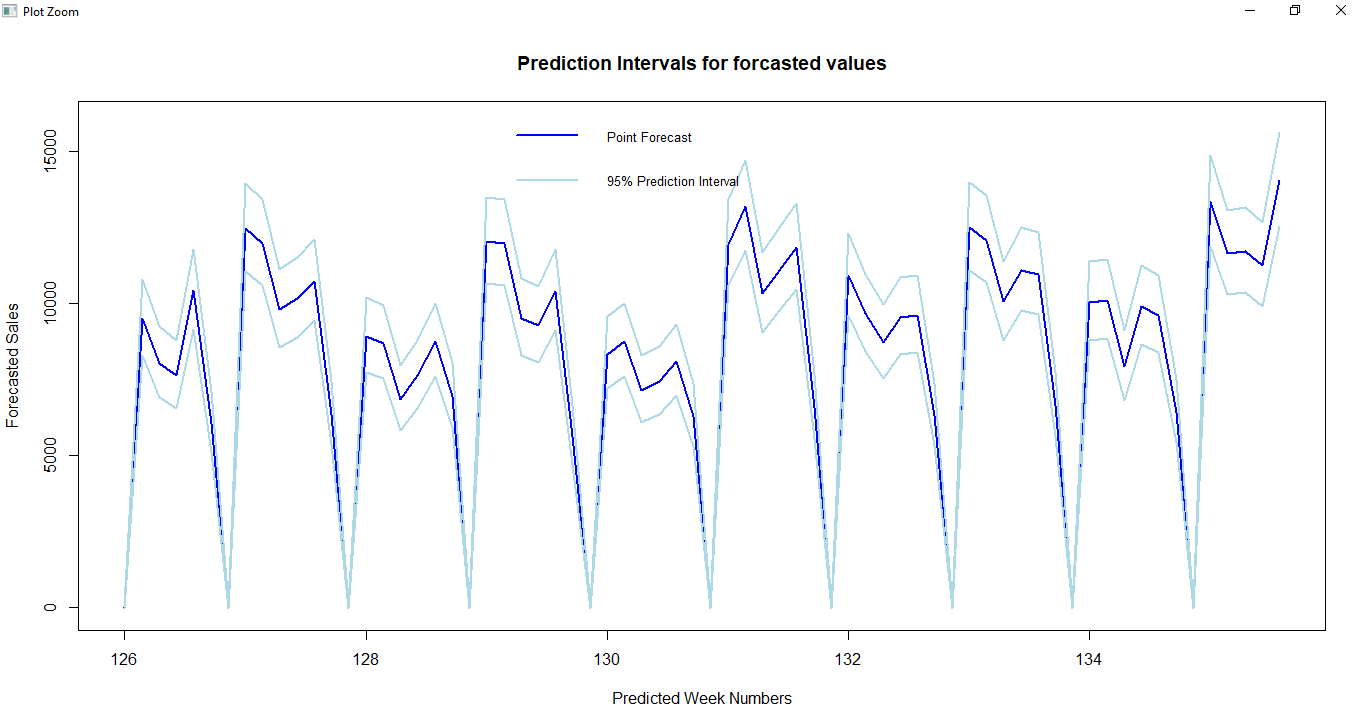 Plot Zoom
Prediction Intervals for forcasted values
Point Forecast
95% Prediction Interval
Forecasted Sales
15000
10000
5000
0
126 128 130 132 134
Predicted Week Numbers